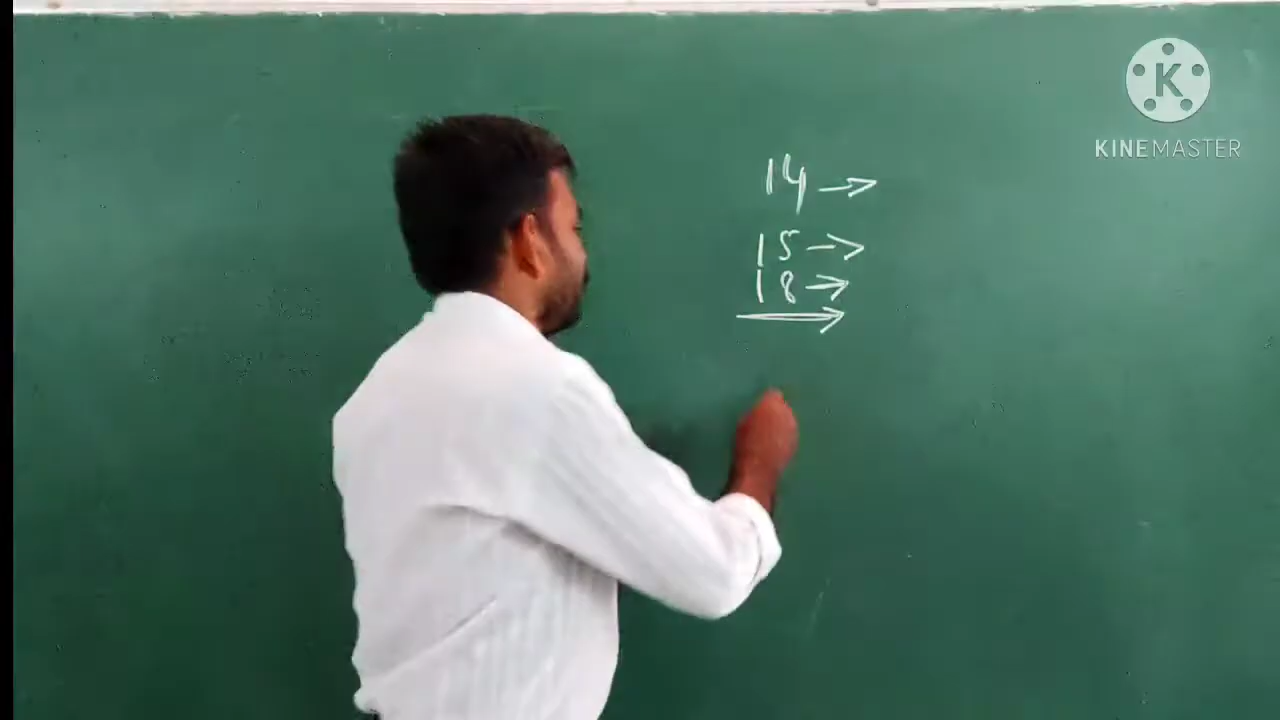 K
KINEMASTER
14 →
15 →
18 →
→